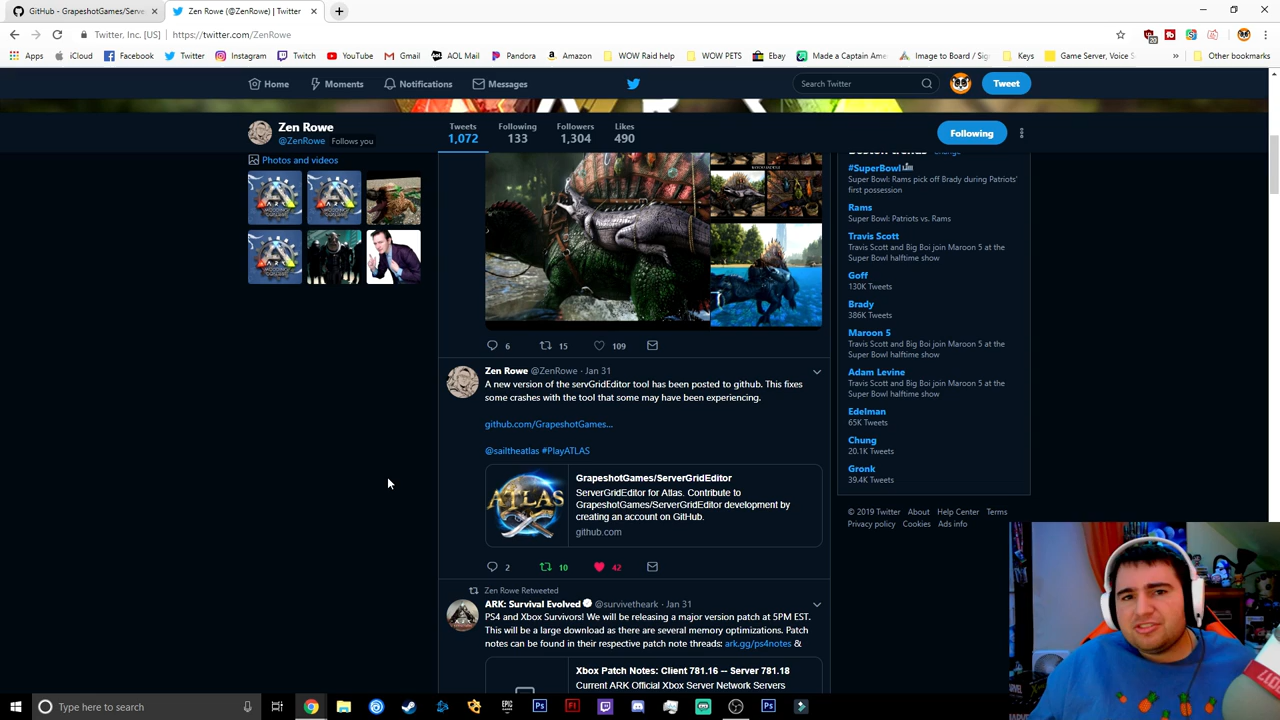 GitHub - GrapeshotGames/Serve
Zen Rowe (@ZenRowe) | Twitter
Twitter, Inc. [US]
https://twitter.com/ZenRowe
20
Apps
iCloud
Facebook
Twitter
Instagram
Twitch
YouTube
Gmail
AOL Mail
Pandora
Amazon
WOW Raid help
WOW PETS
Ebay
Made a Captain Ame
Image to Board / Sig
Keys
Game Server, Voice S
»
Other bookmarks
Home
Moments
Notifications
Messages
Search Twitter
Tweet
Zen Rowe
@ZenRowe Follows you
Tweets
1,072
Following
133
Followers
1,304
Likes
490
Following
Photos and videos
6
15
109
Zen Rowe @ZenRowe · Jan 31
A new version of the servGridEditor tool has been posted to github. This fixes
some crashes with the tool that some may have been experiencing.
github.com/GrapeshotGames...
@sailtheatlas #PlayATLAS
ATLAS
GrapeshotGames/ServerGridEditor
ServerGridEditor for Atlas. Contribute to
GrapeshotGames/ServerGridEditor development by
creating an account on GitHub.
github.com
2
10
42
Zen Rowe Retweeted
ARK: Survival Evolved @survivetheark · Jan 31
PS4 and Xbox Survivors! We will be releasing a major version patch at 5PM EST.
This will be a large download as there are several memory optimizations. Patch
notes can be found in their respective patch note threads: ark.gg/ps4notes &
Xbox Patch Notes: Client 781.16 -- Server 781.18
Current ARK Official Xbox Server Network Servers
#SuperBowl
Super Bowl: Rams pick off Brady during Patriots'
first possession
Rams
Super Bowl: Patriots vs. Rams
Travis Scott
Travis Scott and Big Boi join Maroon 5 at the
Super Bowl halftime show
Goff
130K Tweets
Brady
386K Tweets
Maroon 5
Travis Scott and Big Boi join Maroon 5 at the
Super Bowl halftime show
Adam Levine
Travis Scott and Big Boi join Maroon 5 at the
Super Bowl halftime show
Edelman
65K Tweets
Chung
20.1K Tweets
Gronk
39.4K Tweets
© 2019 Twitter About Help Center Terms
Privacy policy Cookies Ads info
Type here to search